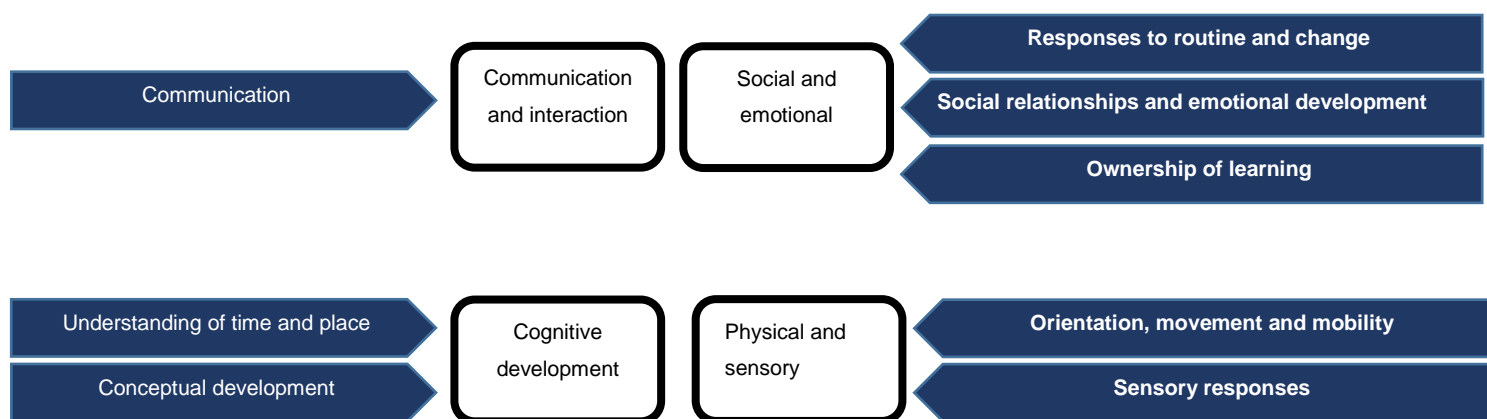 Communication
Communication
and interaction
Social and
emotional
Responses to routine and change
Social relationships and emotional development
Ownership of learning
Understanding of time and place
Conceptual development
Cognitive
development
Physical and
sensory
Orientation, movement and mobility
Sensory responses